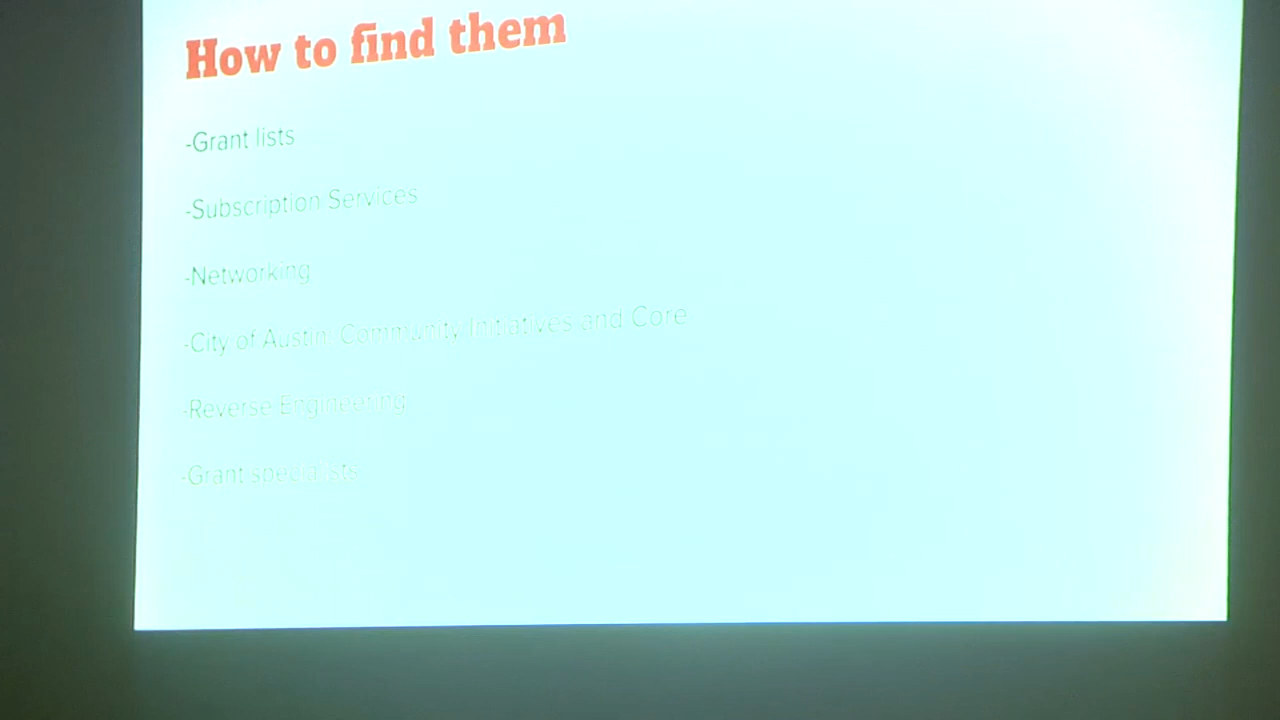 How to find them
-Grant lists
-Subscription Services
-Networking
-City of Austin: Community Initiatives and Core
-Reverse Engineering
-Grant specialists